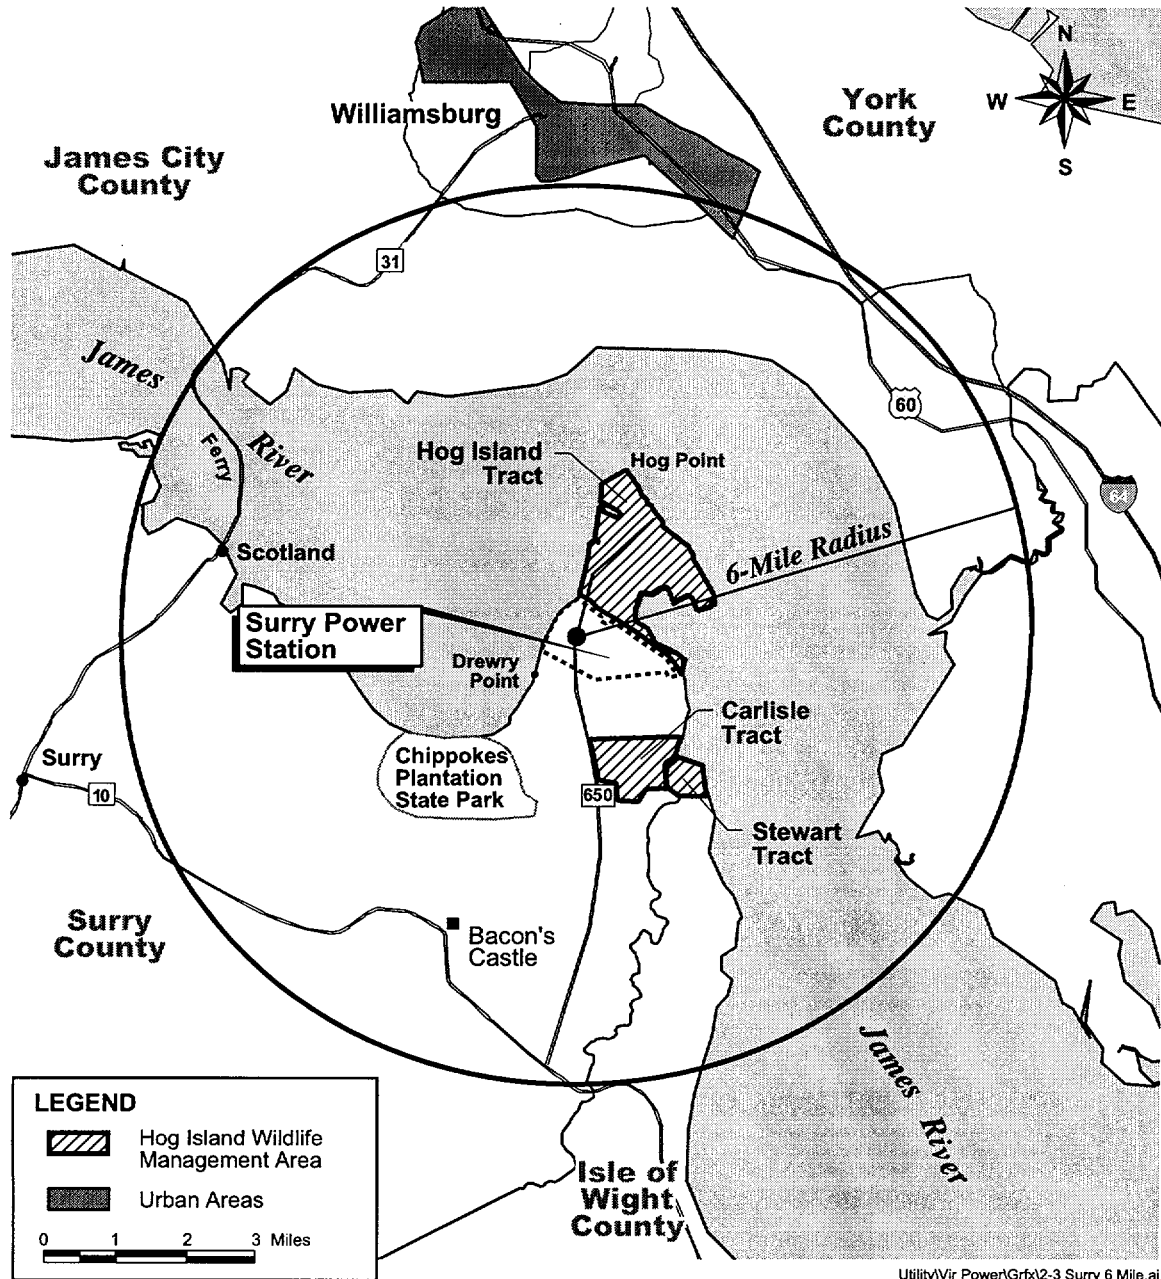 N
W
E
S
York
County
Williamsburg
James City
County
31
James
River
Ferry
60
64
Hog Island
Tract
Hog Point
6-Mile Radius
Scotland
Surry Power
Station
Drewry
Point
Carlisle
Tract
Surry
10
Chippokes
Plantation
State Park
650
Stewart
Tract
Surry
County
Bacon's
Castle
James
River
Isle of
Wight
County
LEGEND
Hog Island Wildlife
Management Area
Urban Areas
0 1 2 3 Miles
Utility\Vir Power\Grfx\2-3 Surry 6 Mile.ai